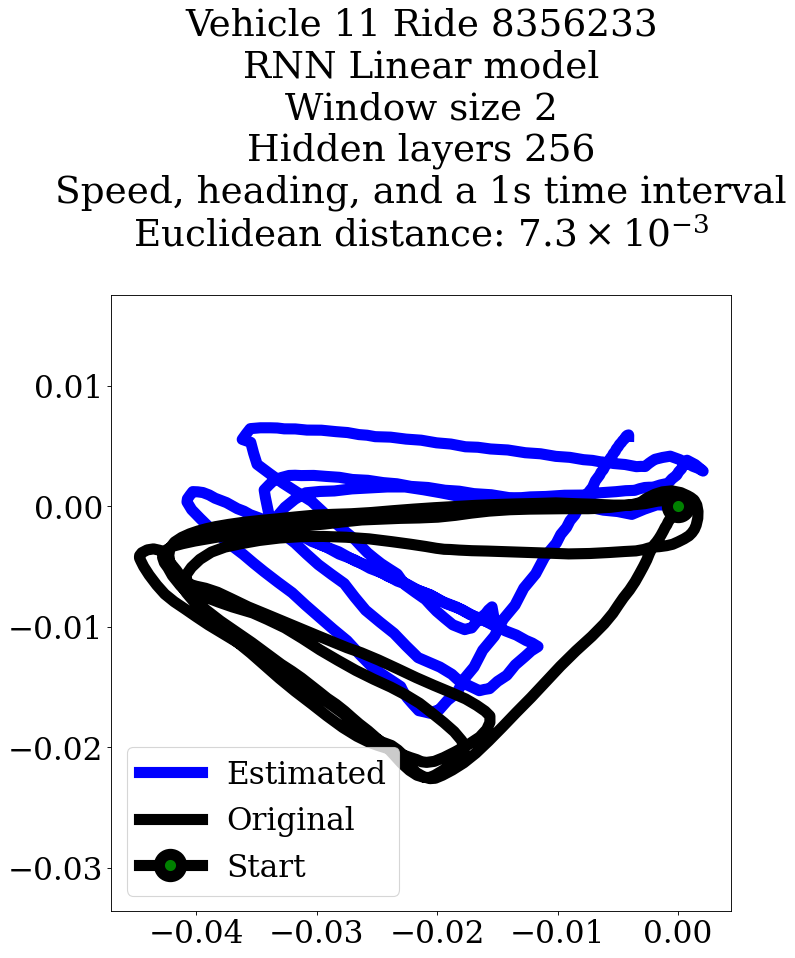 Vehicle 11 Ride 8356233
RNN Linear model
Window size 2
Hidden layers 256
Speed, heading, and a 1s time interval
Euclidean distance: 7.3 × 10⁻³
0.01
0.00
−0.01
−0.02
−0.03
Estimated
Original
Start
−0.04 −0.03 −0.02 −0.01 0.00